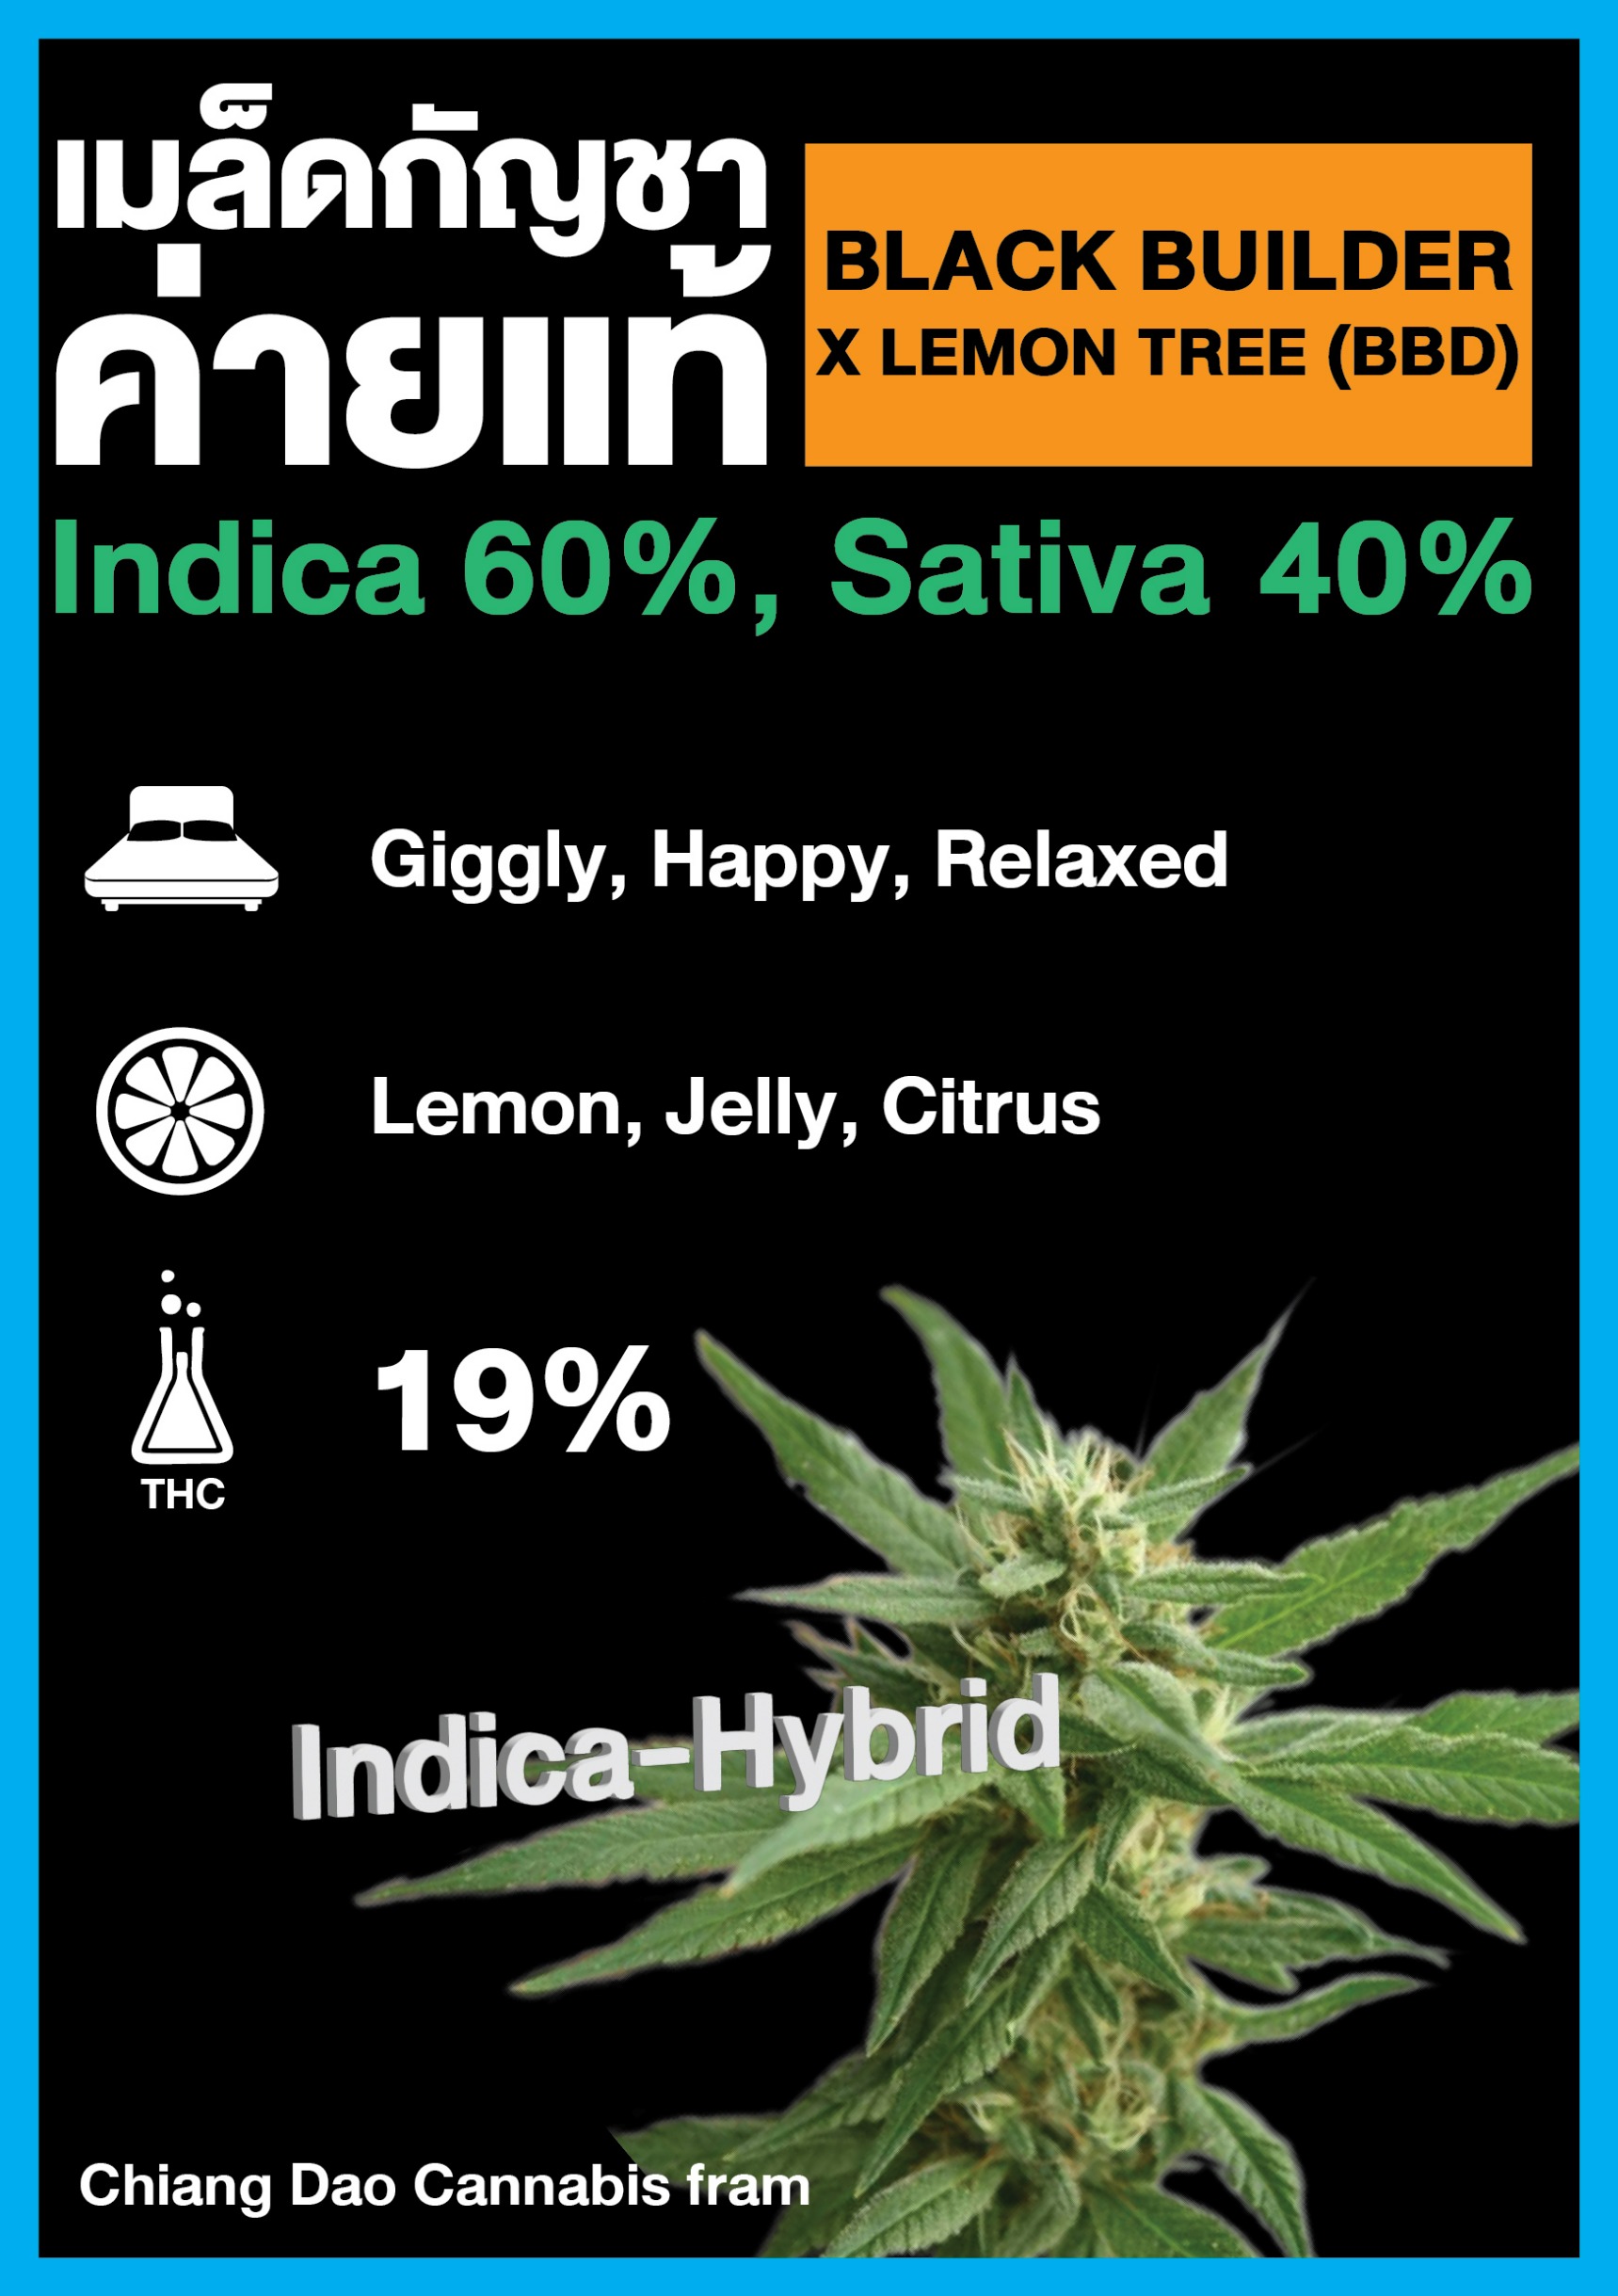 เมล็ดกัญชา
ค่ายแท้
BLACK BUILDER
X LEMON TREE (BBD)
Indica 60%, Sativa 40%
Giggly, Happy, Relaxed
Lemon, Jelly, Citrus
19%
THC
Indica-Hybrid
Chiang Dao Cannabis fram